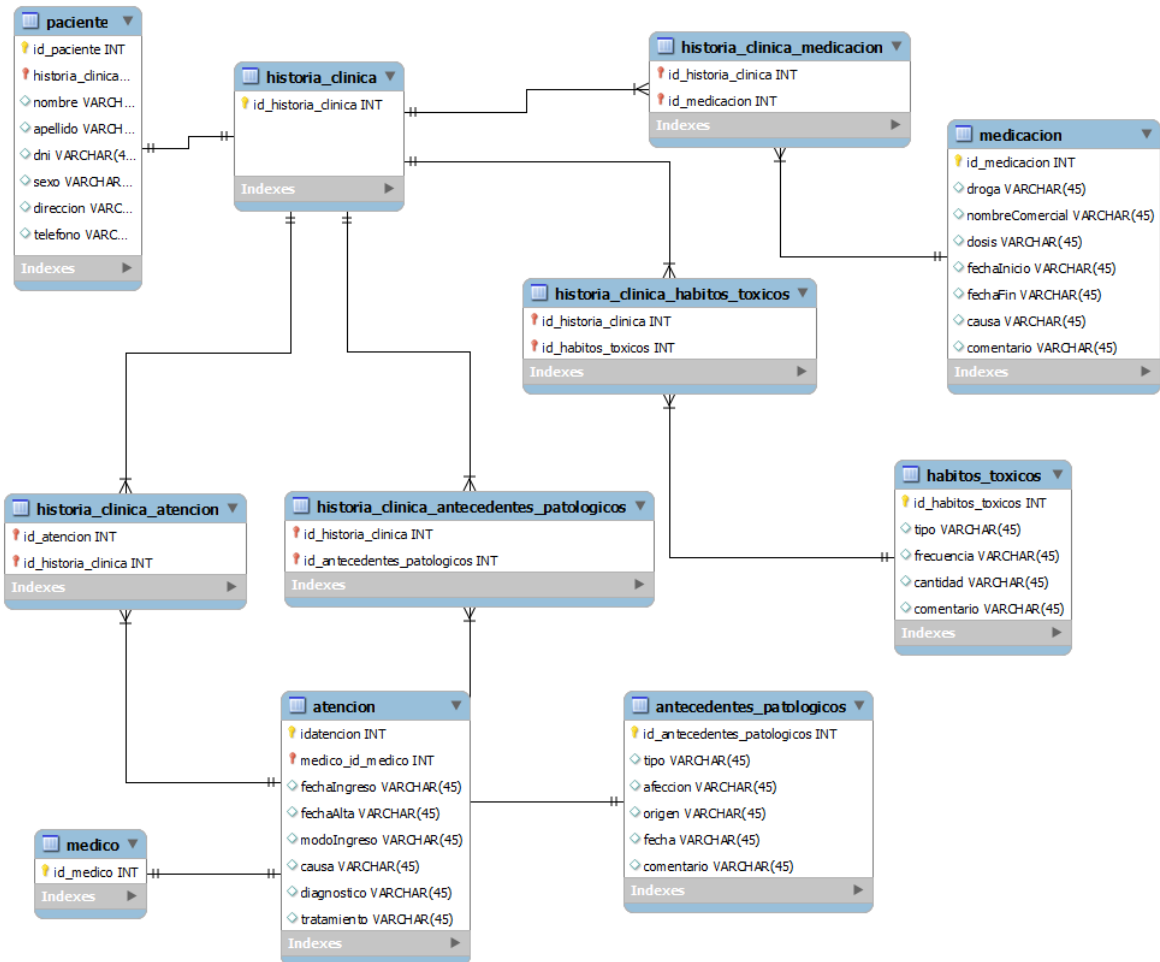 paciente
id_paciente INT
historia_clinica...
nombre VARCH...
apellido VARCH...
dni VARCHAR(4...
sexo VARCHAR...
direccion VARC...
telefono VARC...
Indexes
historia_clinica
id_historia_clinica INT
Indexes
historia_clinica_medicacion
id_historia_clinica INT
id_medicacion INT
Indexes
medicacion
id_medicacion INT
droga VARCHAR(45)
nombreComercial VARCHAR(45)
dosis VARCHAR(45)
fechaInicio VARCHAR(45)
fechaFin VARCHAR(45)
causa VARCHAR(45)
comentario VARCHAR(45)
Indexes
historia_clinica_habitos_toxicos
id_historia_clinica INT
id_habitos_toxicos INT
Indexes
habitos_toxicos
id_habitos_toxicos INT
tipo VARCHAR(45)
frecuencia VARCHAR(45)
cantidad VARCHAR(45)
comentario VARCHAR(45)
Indexes
historia_clinica_atencion
id_atencion INT
id_historia_clinica INT
Indexes
historia_clinica_antecedentes_patológicos
id_historia_clinica INT
id_antecedentes_patologicos INT
Indexes
atencion
idatencion INT
medico_id_medico INT
fechaIngreso VARCHAR(45)
fechaAlta VARCHAR(45)
modoIngreso VARCHAR(45)
causa VARCHAR(45)
diagnostico VARCHAR(45)
tratamiento VARCHAR(45)
Indexes
antecedentes_patologicos
id_antecedentes_patologicos INT
tipo VARCHAR(45)
afeccion VARCHAR(45)
origen VARCHAR(45)
fecha VARCHAR(45)
comentario VARCHAR(45)
Indexes
medico
id_medico INT
Indexes